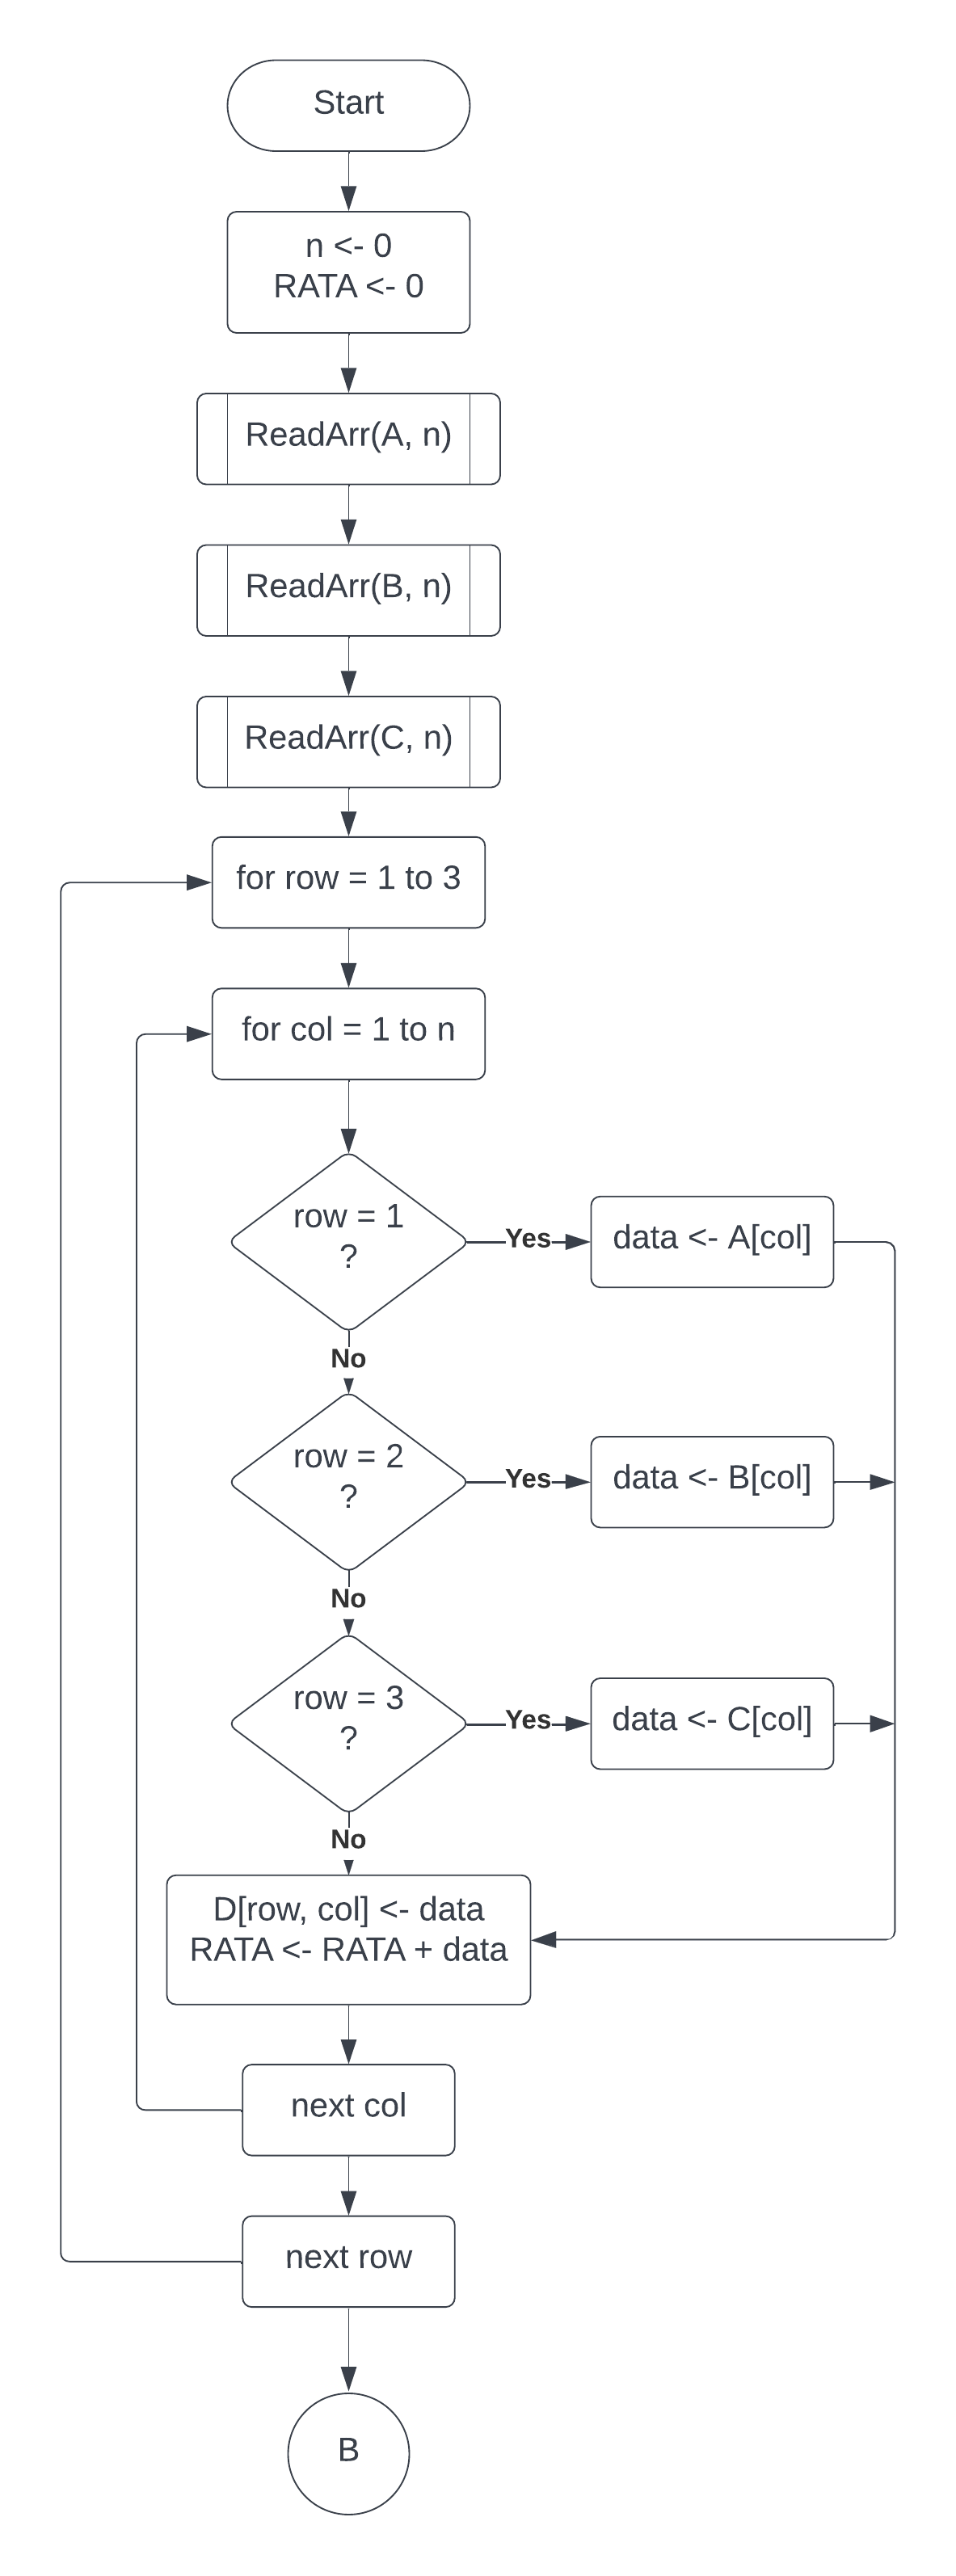 Start
n <- 0
RATA <- 0
ReadArr(A, n)
ReadArr(B, n)
ReadArr(C, n)
for row = 1 to 3
for col = 1 to n
row = 1
?
Yes
data <- A[col]
No
row = 2
?
Yes
data <- B[col]
No
row = 3
?
Yes
data <- C[col]
No
D[row, col] <- data
RATA <- RATA + data
next col
next row
B